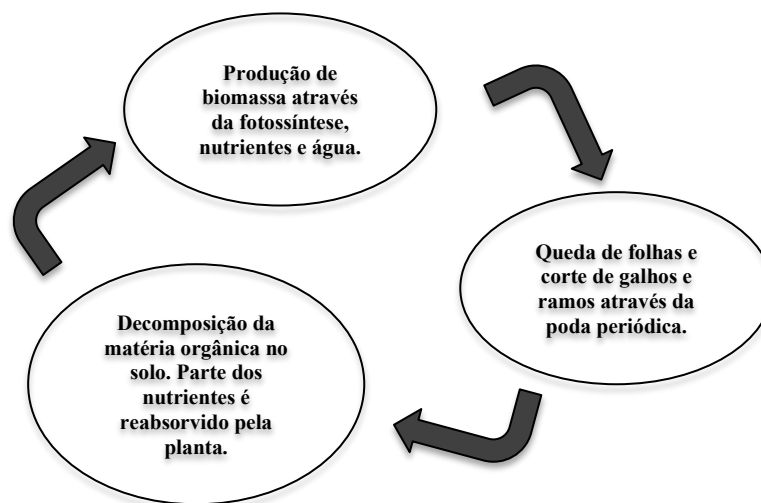 Produção de
biomassa através
da fotossíntese,
nutrientes e água.
Queda de folhas e
corte de galhos e
ramos através da
poda periódica.
Decomposição da
matéria orgânica no
solo. Parte dos
nutrientes é
reabsorvido pela
planta.